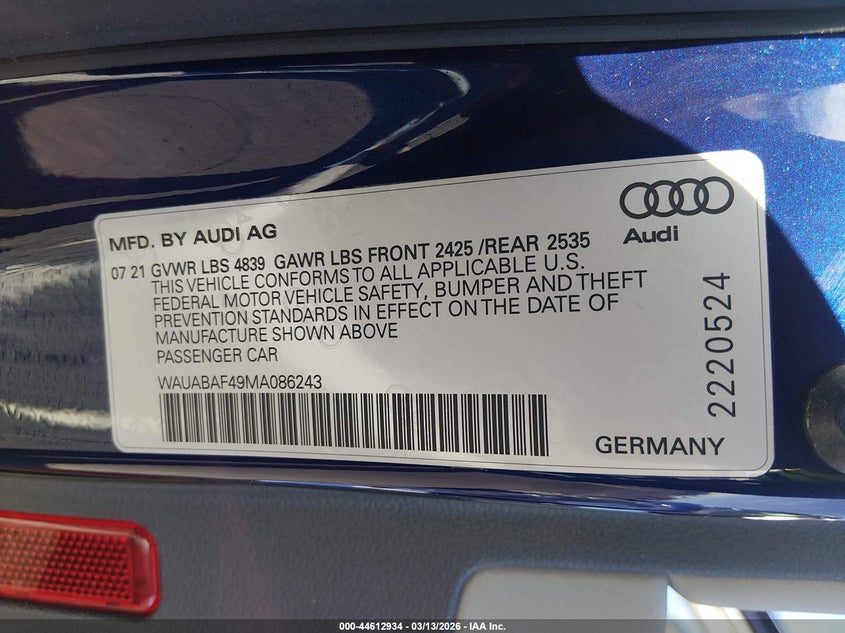 Audi
MFD. BY AUDI AG
07 21 GVWR LBS 4839 GAWR LBS FRONT 2425 /REAR 2535
THIS VEHICLE CONFORMS TO ALL APPLICABLE U.S.
FEDERAL MOTOR VEHICLE SAFETY, BUMPER AND THEFT
PREVENTION STANDARDS IN EFFECT ON THE DATE OF
MANUFACTURE SHOWN ABOVE
PASSENGER CAR
WAUABAF49MA086243
2220524
GERMANY
000-44612934 - 03/13/2026 - IAA Inc.